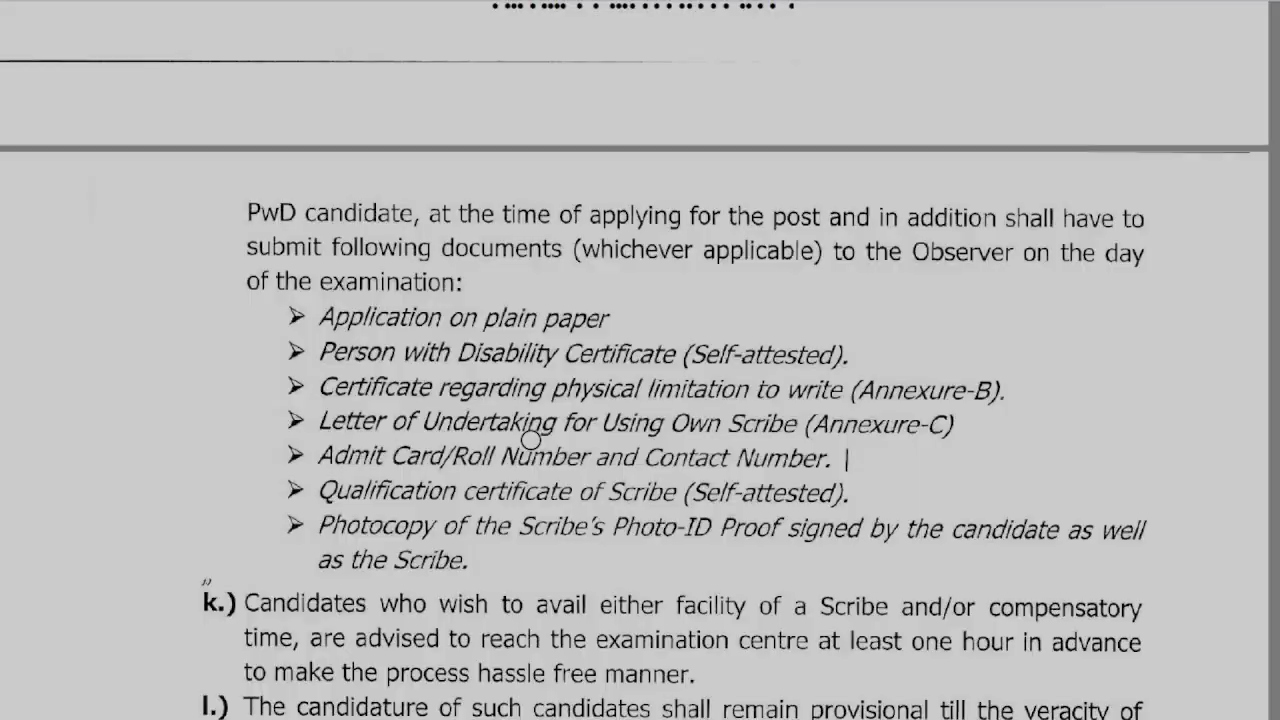 PwD candidate, at the time of applying for the post and in addition shall have to
submit following documents (whichever applicable) to the Observer on the day
of the examination:
➢ Application on plain paper
➢ Person with Disability Certificate (Self-attested).
➢ Certificate regarding physical limitation to write (Annexure-B).
➢ Letter of Undertaking for Using Own Scribe (Annexure-C)
➢ Admit Card/Roll Number and Contact Number. |
➢ Qualification certificate of Scribe (Self-attested).
➢ Photocopy of the Scribe's Photo-ID Proof signed by the candidate as well
as the Scribe.
k.) Candidates who wish to avail either facility of a Scribe and/or compensatory
time, are advised to reach the examination centre at least one hour in advance
to make the process hassle free manner.
l.) The candidature of such candidates shall remain provisional till the veracity of